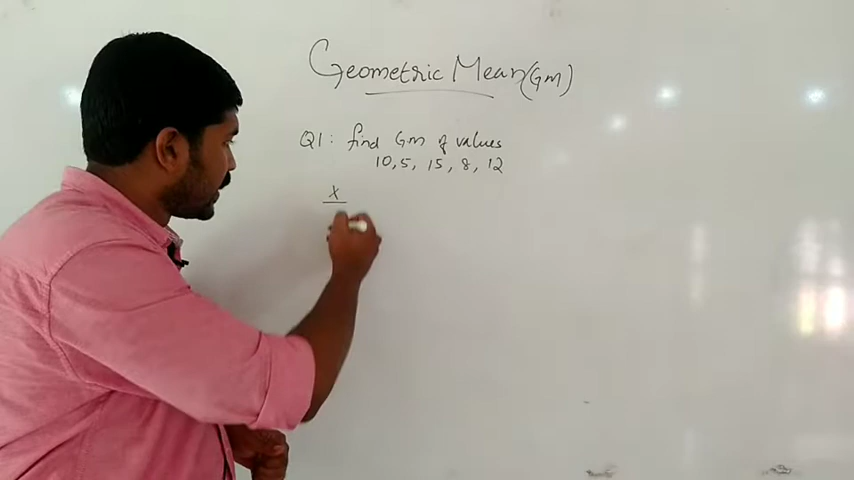 Geometric Mean(Gm)
Q1: find Gm of values
10, 5, 15, 8, 12
X